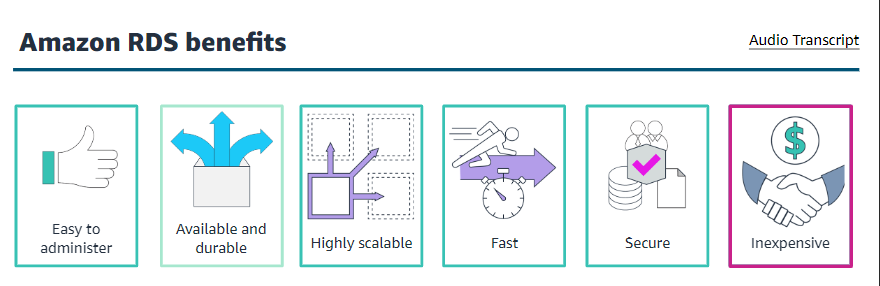 Amazon RDS benefits
Audio Transcript
$
Easy to
administer
Available and
durable
Highly scalable
Fast
Secure
Inexpensive